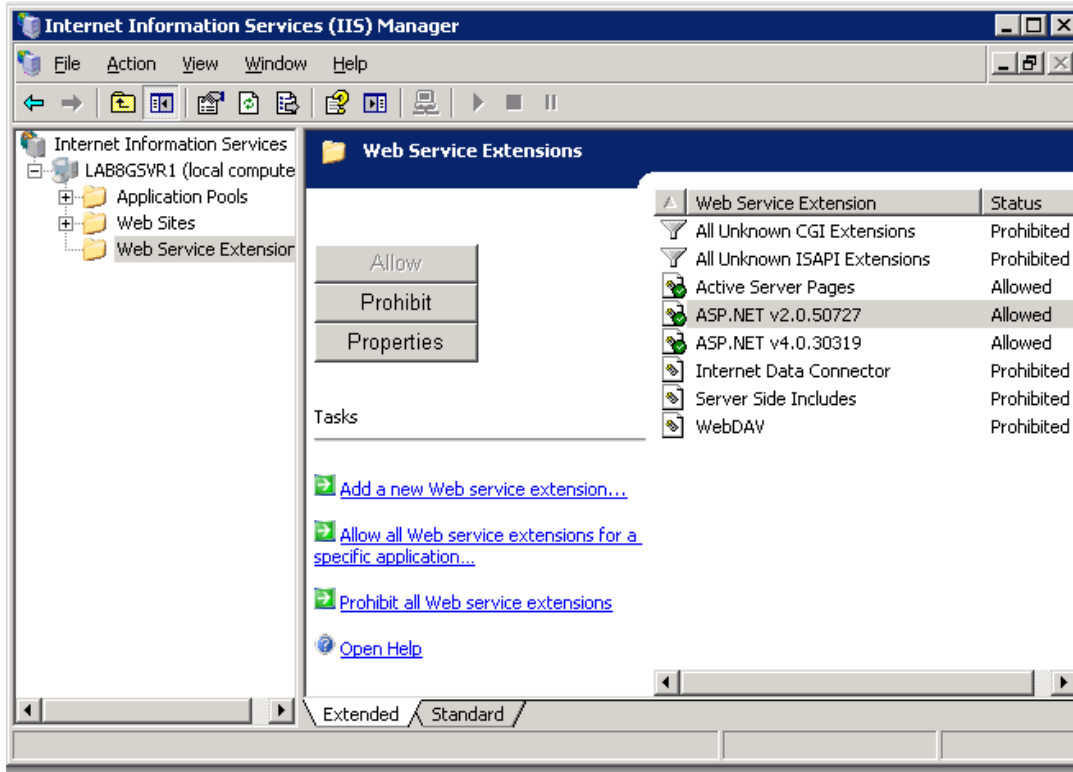 Internet Information Services (IIS) Manager
File Action View Window Help
Internet Information Services
LAB8GSVR1 (local compute
Application Pools
Web Sites
Web Service Extension
Web Service Extensions
Allow
Prohibit
Properties
Tasks
Add a new Web service extension...
Allow all Web service extensions for a
specific application...
Prohibit all Web service extensions
Open Help
Web Service Extension Status
All Unknown CGI Extensions Prohibited
All Unknown ISAPI Extensions Prohibited
Active Server Pages Allowed
ASP.NET v2.0.50727 Allowed
ASP.NET v4.0.30319 Allowed
Internet Data Connector Prohibited
Server Side Includes Prohibited
WebDAV Prohibited
Extended Standard